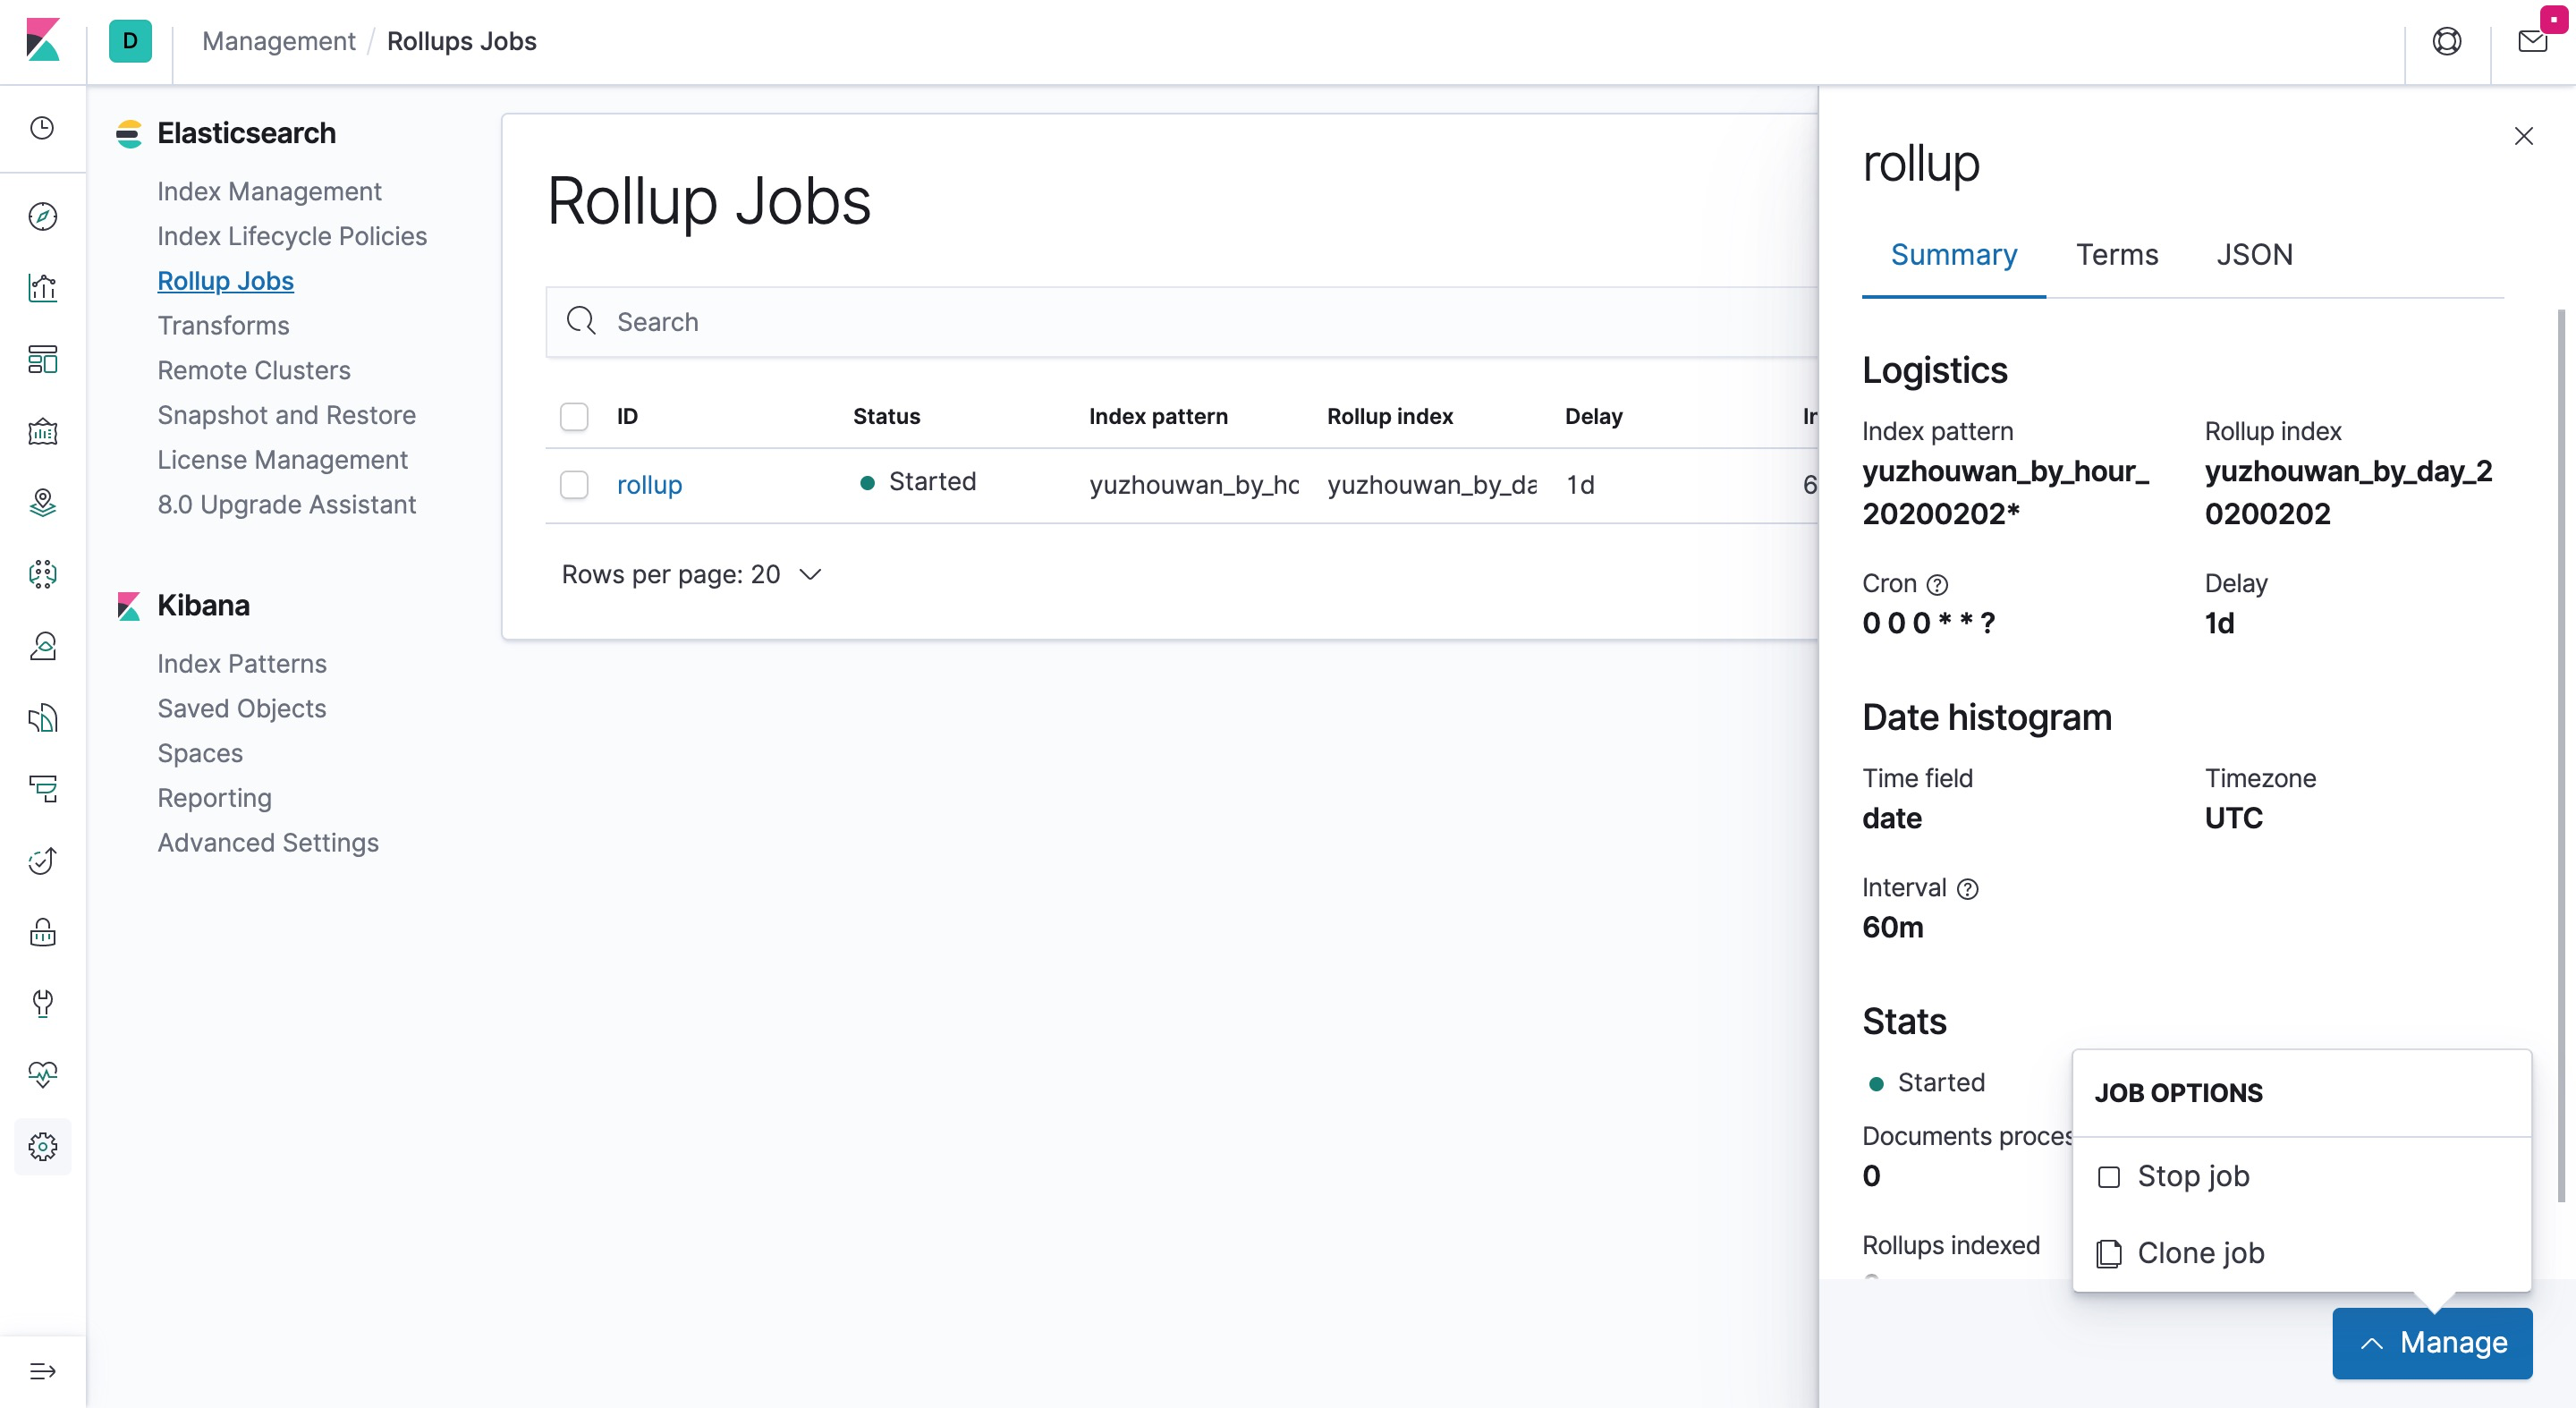 D
Management / Rollups Jobs
Elasticsearch
Index Management
Index Lifecycle Policies
Rollup Jobs
Transforms
Remote Clusters
Snapshot and Restore
License Management
8.0 Upgrade Assistant
Kibana
Index Patterns
Saved Objects
Spaces
Reporting
Advanced Settings
Rollup Jobs
Search
ID Status Index pattern Rollup index Delay
rollup Started yuzhouwan_by_hc yuzhouwan_by_da 1d 6
Rows per page: 20
rollup
Summary Terms JSON
Logistics
Index pattern Rollup index
yuzhouwan_by_hour_ yuzhouwan_by_day_2
20200202* 0200202
Cron Delay
0 0 0 * * ? 1d
Date histogram
Time field Timezone
date UTC
Interval
60m
Stats
Started
Documents proces
0
Rollups indexed
JOB OPTIONS
Stop job
Clone job
Manage